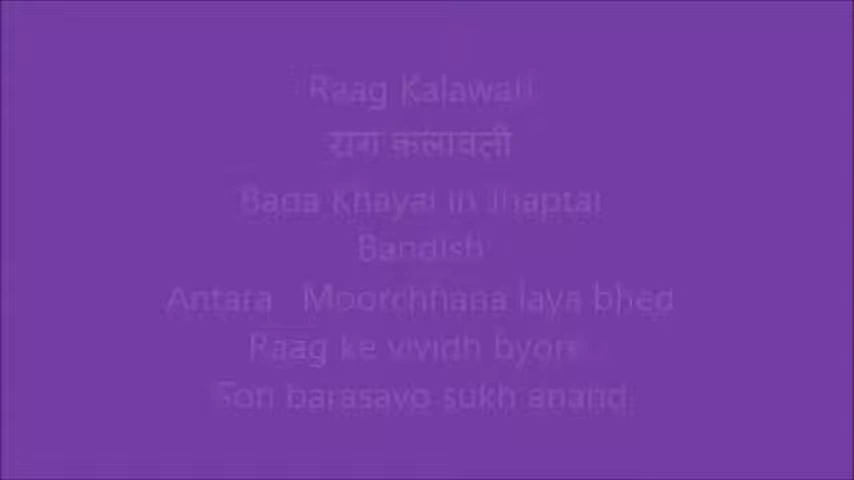 Raag Kalawati
राग कलावती
Bada Khayal in Jhaptal
Bandish
Antara Moorchhana laya bhed
Raag ke vividh byore
Son barasavo sukh anand